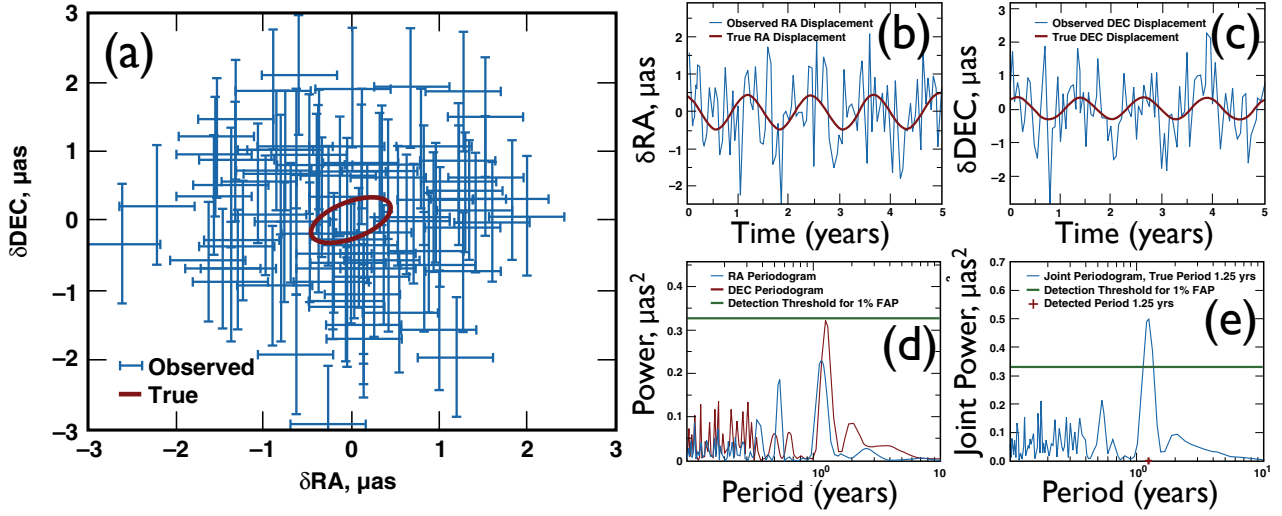 (a)
3
2
1
0
−1
−2
−3
−3
−2
−1
0
1
2
3
δDEC, µas
δRA, µas
Observed
True
(b)
Observed RA Displacement
True RA Displacement
2
1
0
-1
-2
0
1
2
3
4
5
δRA, µas
Time (years)
(c)
Observed DEC Displacement
True DEC Displacement
3
2
1
0
-1
-2
0
1
2
3
4
5
δDEC, µas
Time (years)
(d)
RA Periodogram
DEC Periodogram
Detection Threshold for 1% FAP
0.4
0.3
0.2
0.1
0
10⁰
10
Power, µas²
Period (years)
(e)
Joint Periodogram, True Period 1.25 yrs
Detection Threshold for 1% FAP
Detected Period 1.25 yrs
0.7
0.6
0.5
0.4
0.3
0.2
0.1
0.0
10⁰
10
Joint Power, µas²
Period (years)